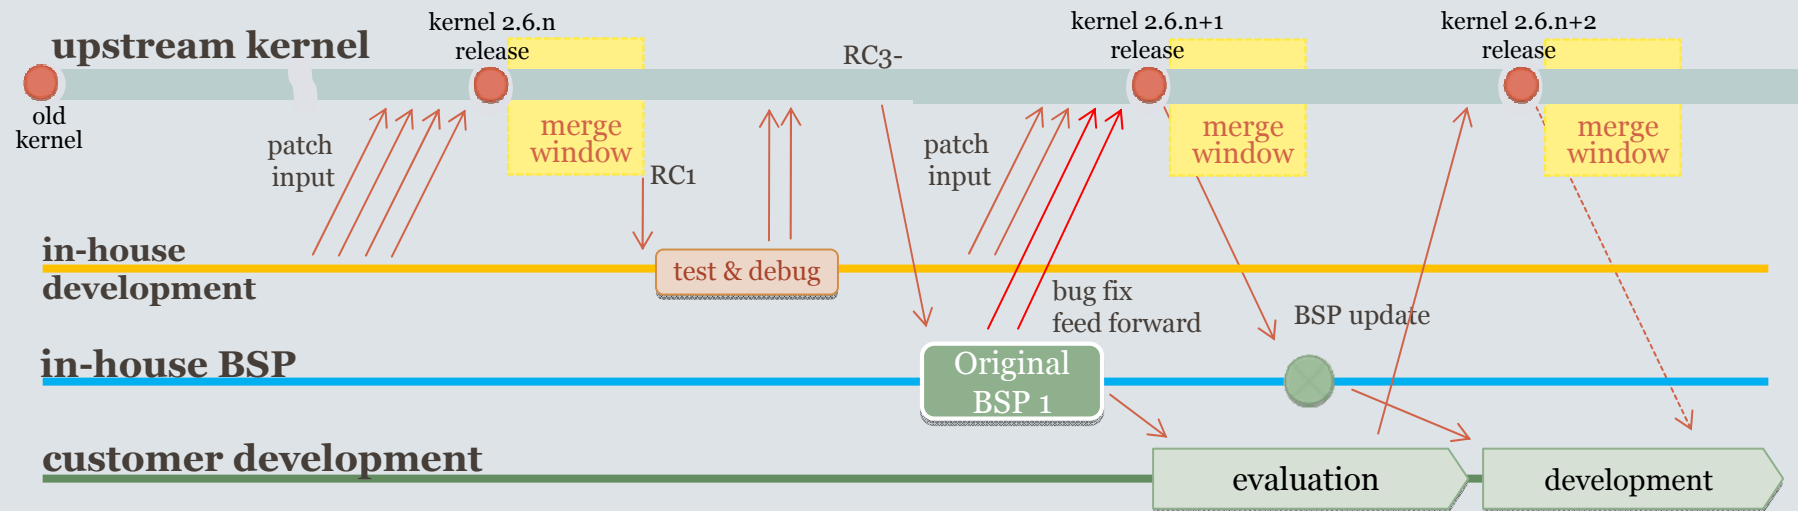 upstream kernel
old
kernel
patch
input
kernel 2.6.n
release
merge
window
RC1
RC3-
patch
input
kernel 2.6.n+1
release
merge
window
kernel 2.6.n+2
release
merge
window
in-house
development
test & debug
bug fix
feed forward
BSP update
in-house BSP
Original
BSP 1
customer development
evaluation
development